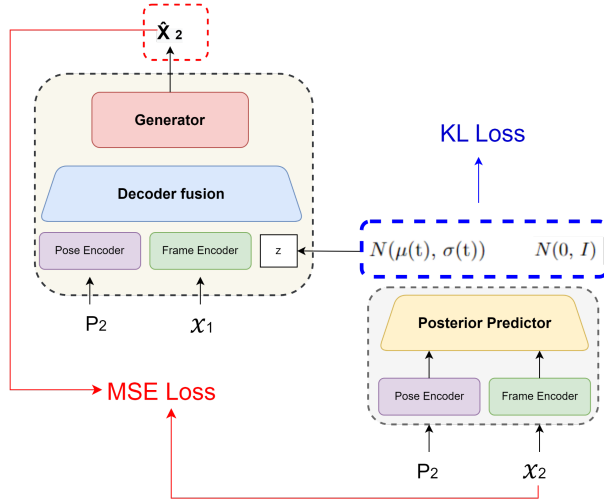 X̂ 2
Generator
KL Loss
Decoder fusion
Pose Encoder
Frame Encoder
z
N(μ(t), σ(t))
N(0, I)
P2
x1
Posterior Predictor
MSE Loss
Pose Encoder
Frame Encoder
P2
x2